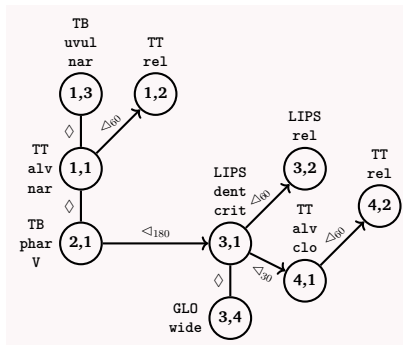 TB
uvul
nar
1,3
TT
rel
1,2
◁60
◊
TT
alv
nar
1,1
◊
TB
phar
V
2,1
◁180
LIPS
dent
crit
3,1
◁60
LIPS
rel
3,2
◁30
TT
alv
clo
4,1
◁60
TT
rel
4,2
◊
GLO
wide
3,4